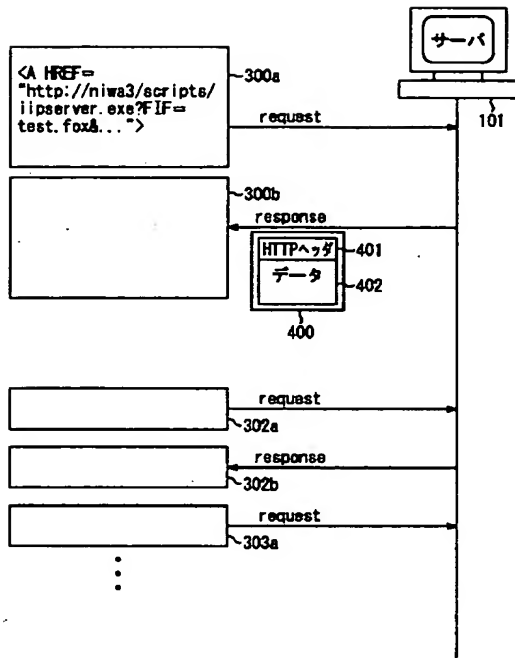 サーバ
101
<A HREF=
"http://niwa3/scripts/
iipserver.exe?FIF=
test.fox&...">
300a
request
300b
response
HTTPヘッダ
401
データ
402
400
request
302a
response
302b
request
303a